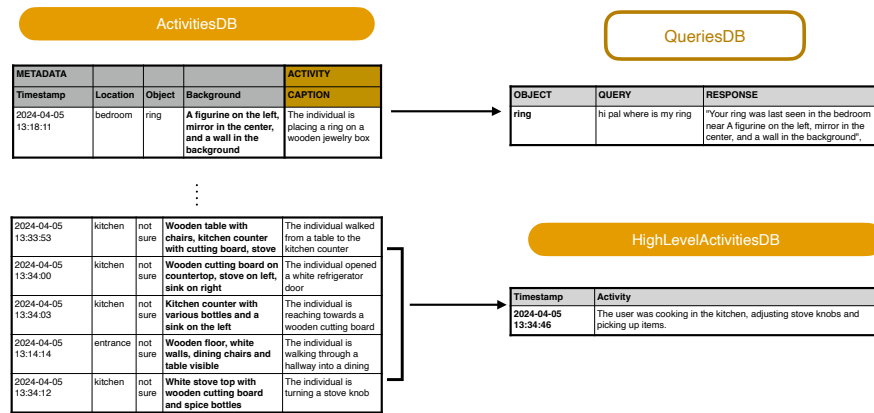 ActivitiesDB
QueriesDB
METADATA ACTIVITY
Timestamp Location Object Background CAPTION
2024-04-05 bedroom ring A figurine on the left, The individual is
13:18:11 mirror in the center, placing a ring on a
and a wall in the wooden jewelry box
background
OBJECT QUERY RESPONSE
ring hi pal where is my ring "Your ring was last seen in the bedroom
near A figurine on the left, mirror in the
center, and a wall in the background",
2024-04-05 kitchen not Wooden table with The individual walked
13:33:53 sure chairs, kitchen counter from a table to the
with cutting board, stove kitchen counter
2024-04-05 kitchen not Wooden cutting board on The individual opened
13:34:00 sure countertop, stove on left, a white refrigerator
sink on right door
2024-04-05 kitchen not Kitchen counter with The individual is
13:34:03 sure various bottles and a reaching towards a
sink on the left wooden cutting board
2024-04-05 entrance not Wooden floor, white The individual is
13:14:14 sure walls, dining chairs and walking through a
table visible hallway into a dining
2024-04-05 kitchen not White stove top with The individual is
13:34:12 sure wooden cutting board turning a stove knob
and spice bottles
HighLevelActivitiesDB
Timestamp Activity
2024-04-05 The user was cooking in the kitchen, adjusting stove knobs and
13:34:46 picking up items.